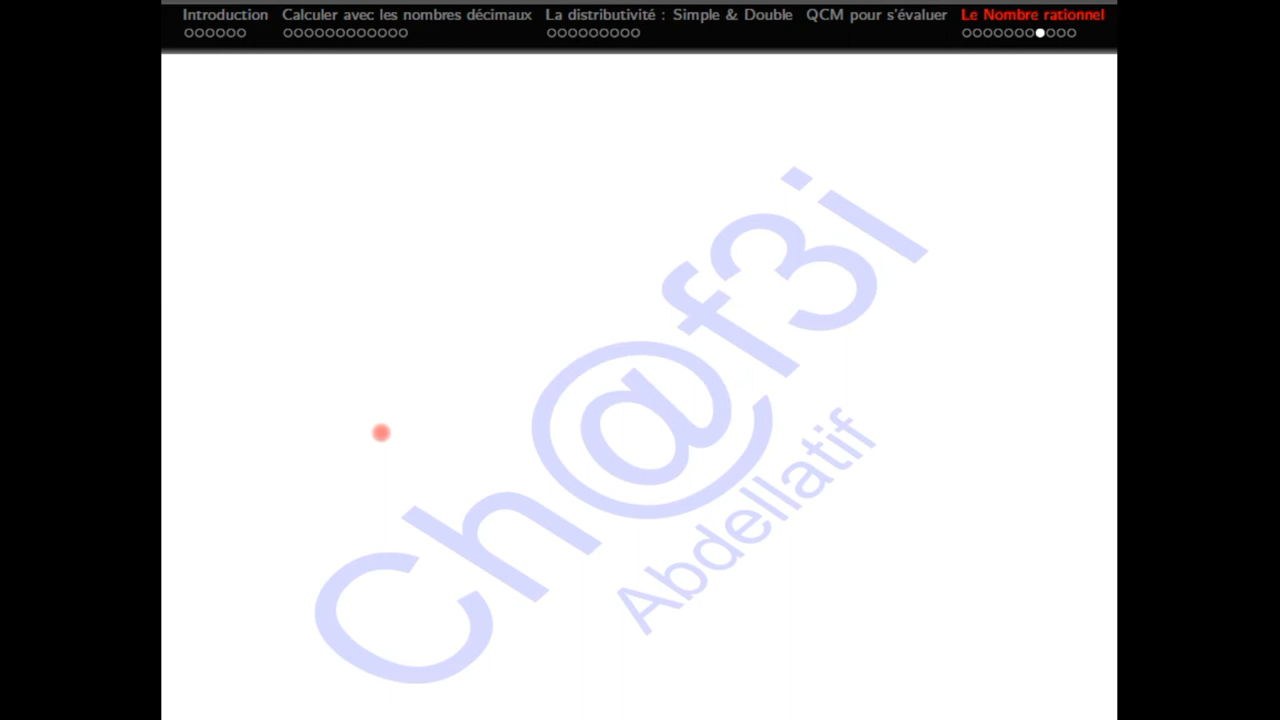 Introduction Calculer avec les nombres décimaux La distributivité : Simple & Double QCM pour s'évaluer Le Nombre rationnel
Ch@f3i
Abdellatif